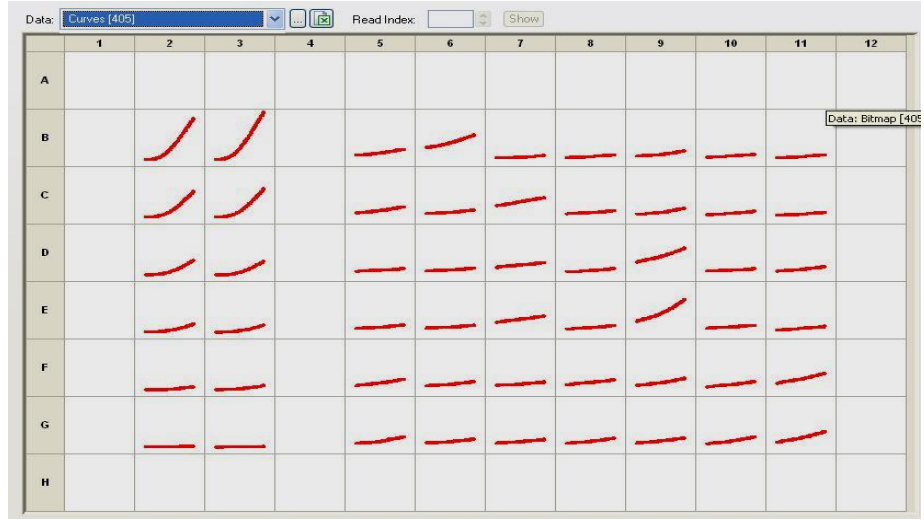 Data: Curves [405] ... Read Index: Show
1 2 3 4 5 6 7 8 9 10 11 12
A
Data: Bitmap [405
B
C
D
E
F
G
H